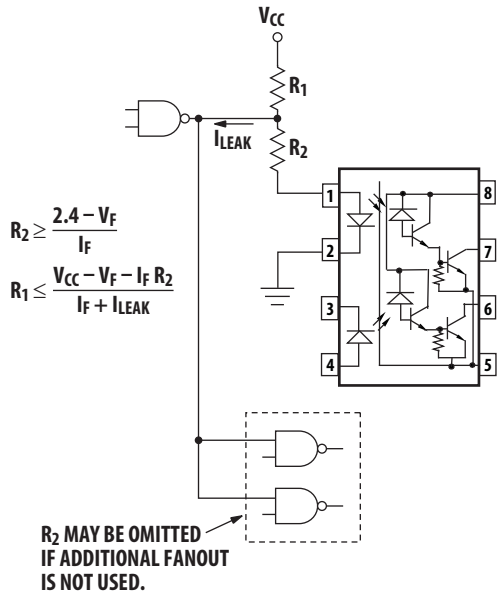 VCC
R1
ILEAK
R2
1
8
R2 ≥ 2.4 – VF / IF
2
7
R1 ≤ VCC – VF – IF R2 / IF + ILEAK
3
6
4
5
R2 MAY BE OMITTED
IF ADDITIONAL FANOUT
IS NOT USED.